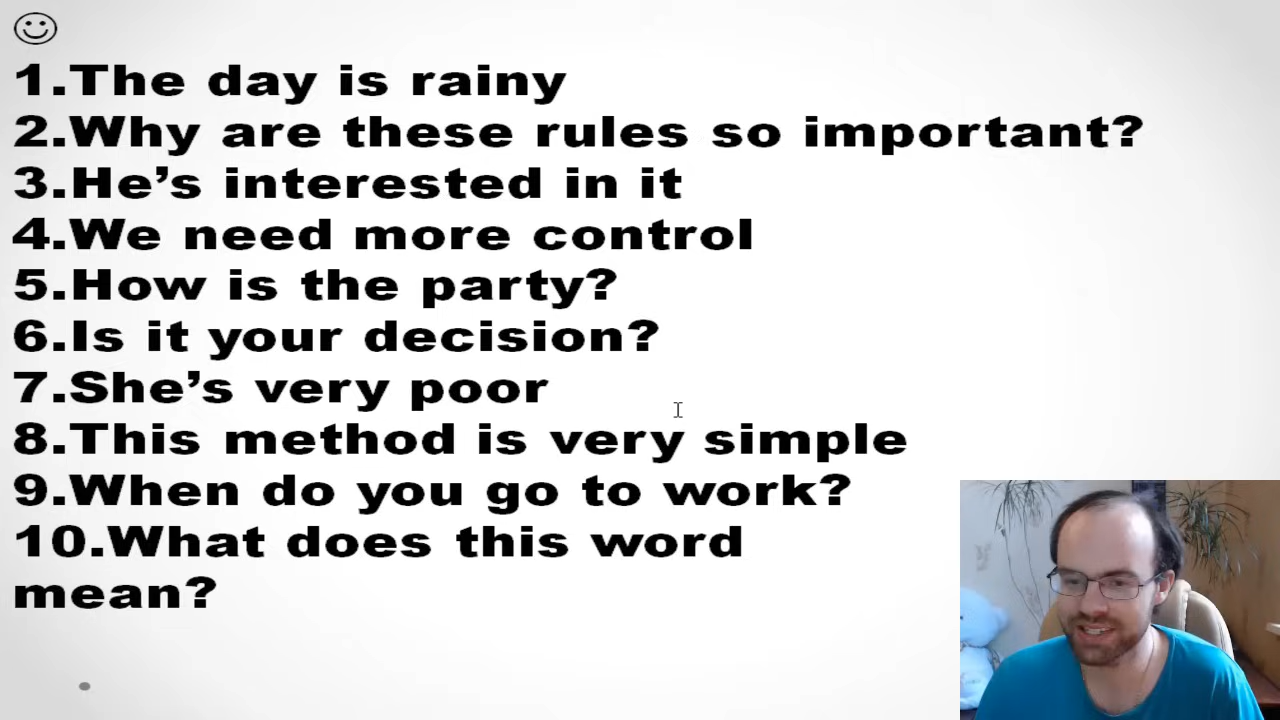 1.The day is rainy
2.Why are these rules so important?
3.He’s interested in it
4.We need more control
5.How is the party?
6.Is it your decision?
7.She’s very poor
8.This method is very simple
9.When do you go to work?
10.What does this word
mean?